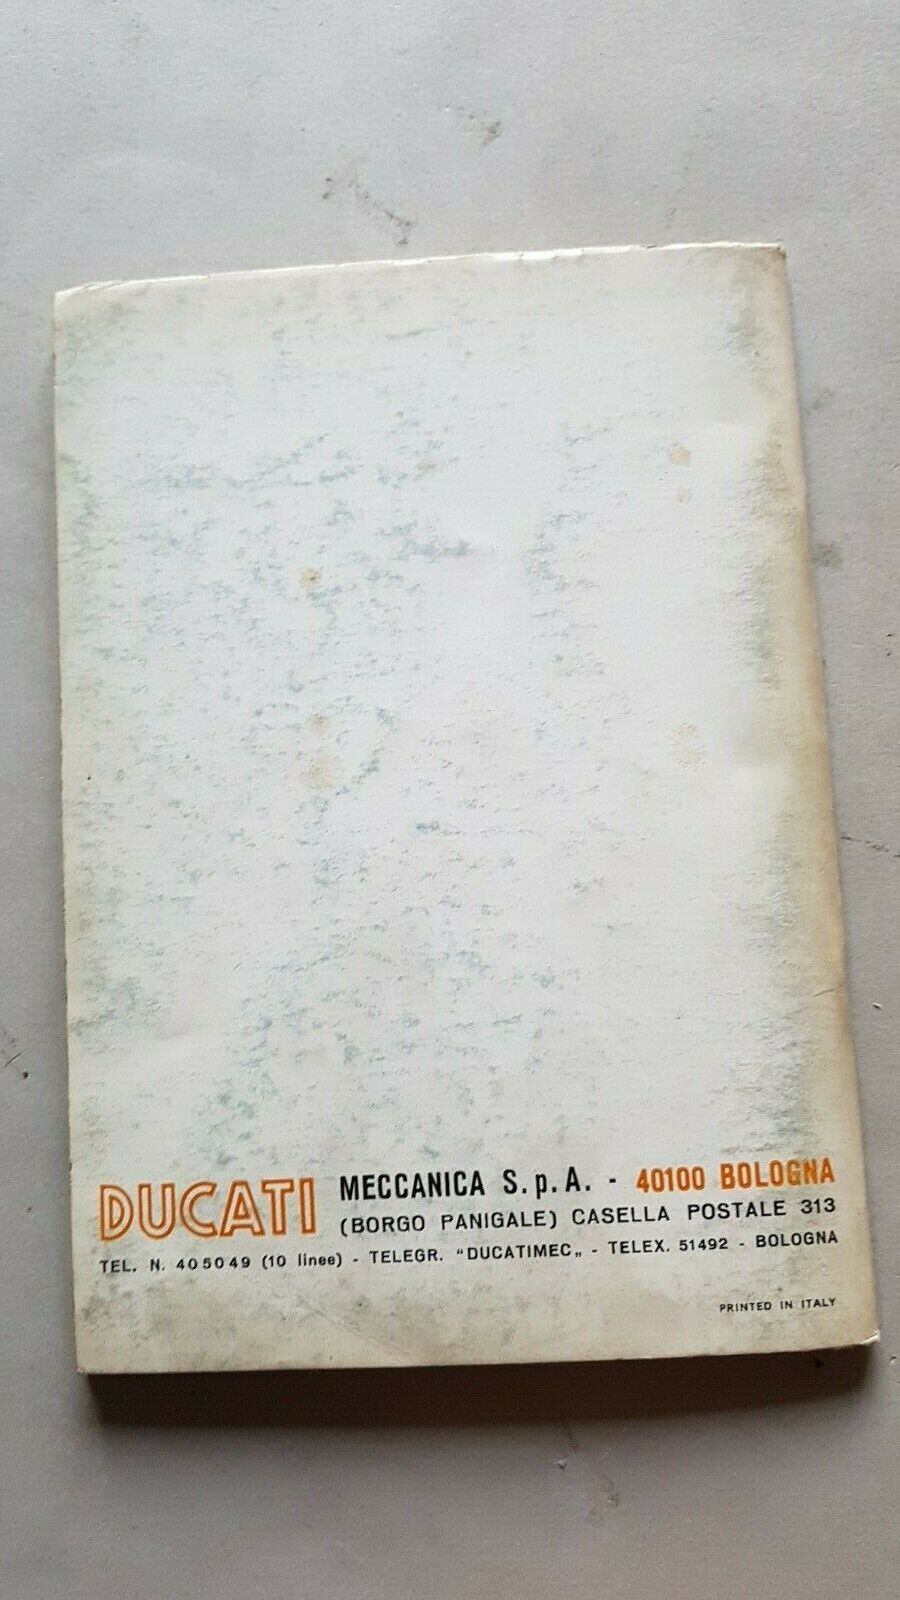 DUCATI MECCANICA S.p.A. - 40100 BOLOGNA
(BORGO PANIGALE) CASELLA POSTALE 313
TEL. N. 405049 (10 linee) - TELEGR. "DUCATIMEC„ - TELEX. 51492 - BOLOGNA
PRINTED IN ITALY